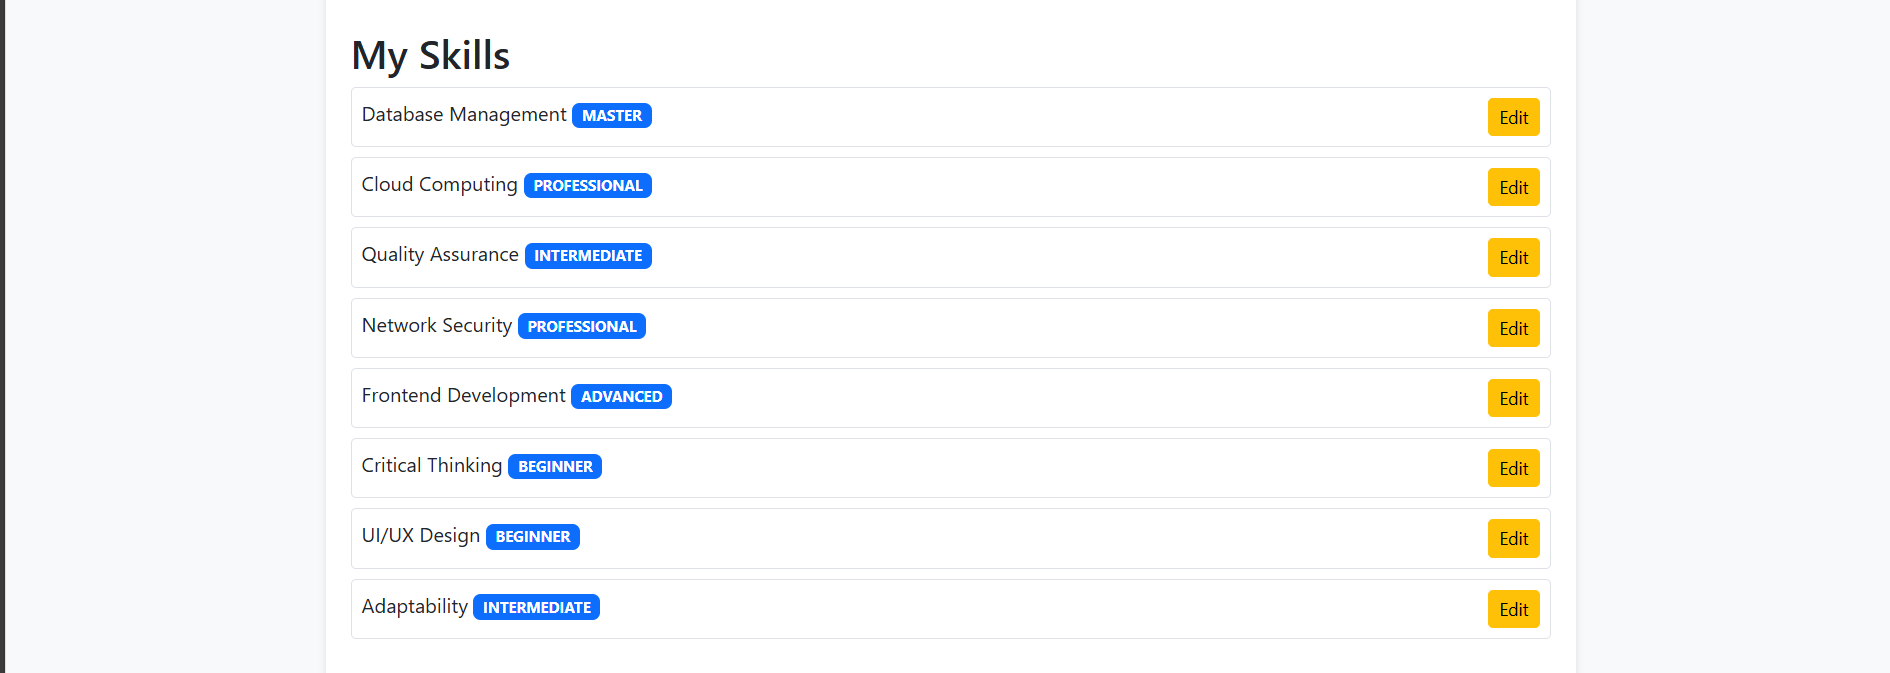 My Skills
Database Management MASTER Edit
Cloud Computing PROFESSIONAL Edit
Quality Assurance INTERMEDIATE Edit
Network Security PROFESSIONAL Edit
Frontend Development ADVANCED Edit
Critical Thinking BEGINNER Edit
UI/UX Design BEGINNER Edit
Adaptability INTERMEDIATE Edit